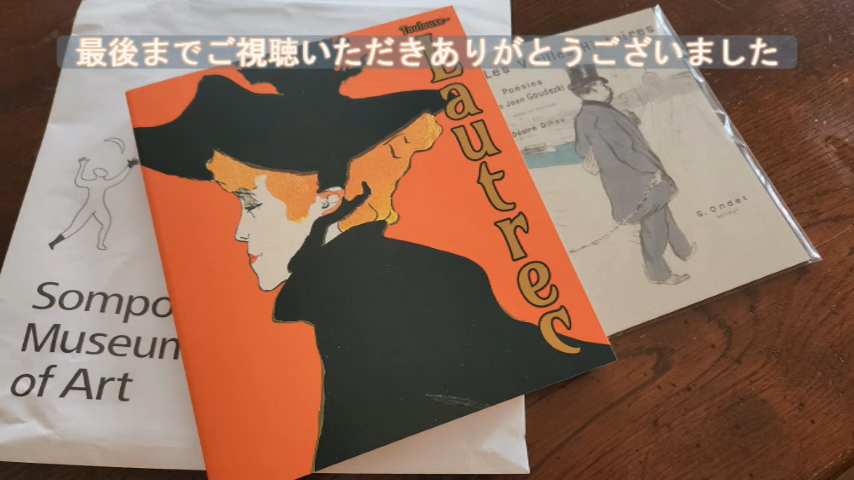 最後までご視聴いただきありがとうございました
Toulouse-
Lautrec
Poésies
Jean Goudezki
Désiré Dihau
G. Ondet
Sompo
Museum
of Art